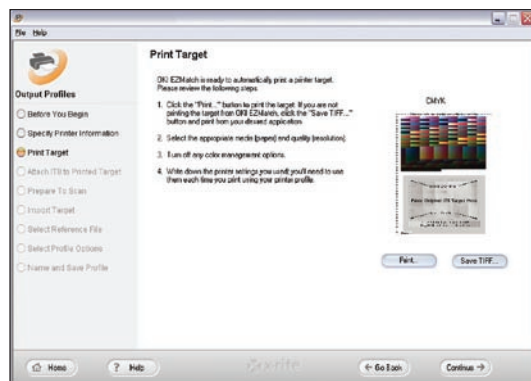 File Help
Output Profiles
Before You Begin
Specify Printer Information
Print Target
Attach IT8 to Printed Target
Prepare To Scan
Import Target
Select Reference File
Select Profile Options
Name and Save Profile
Print Target
OKI EZMatch is ready to automatically print a printer target.
Please review the following steps.
1. Click the "Print..." button to print the target. If you are not
printing the target from OKI EZMatch, click the "Save TIFF..."
button and print from your desired application.
2. Select the appropriate media (paper) and quality (resolution).
3. Turn off any color management options.
4. Write down the printer settings you used; you'll need to use
them each time you print using your printer profile.
CMYK
Place Original IT8 Target Here
Print... Save TIFF...
Home ? Help x-rite Go Back Continue